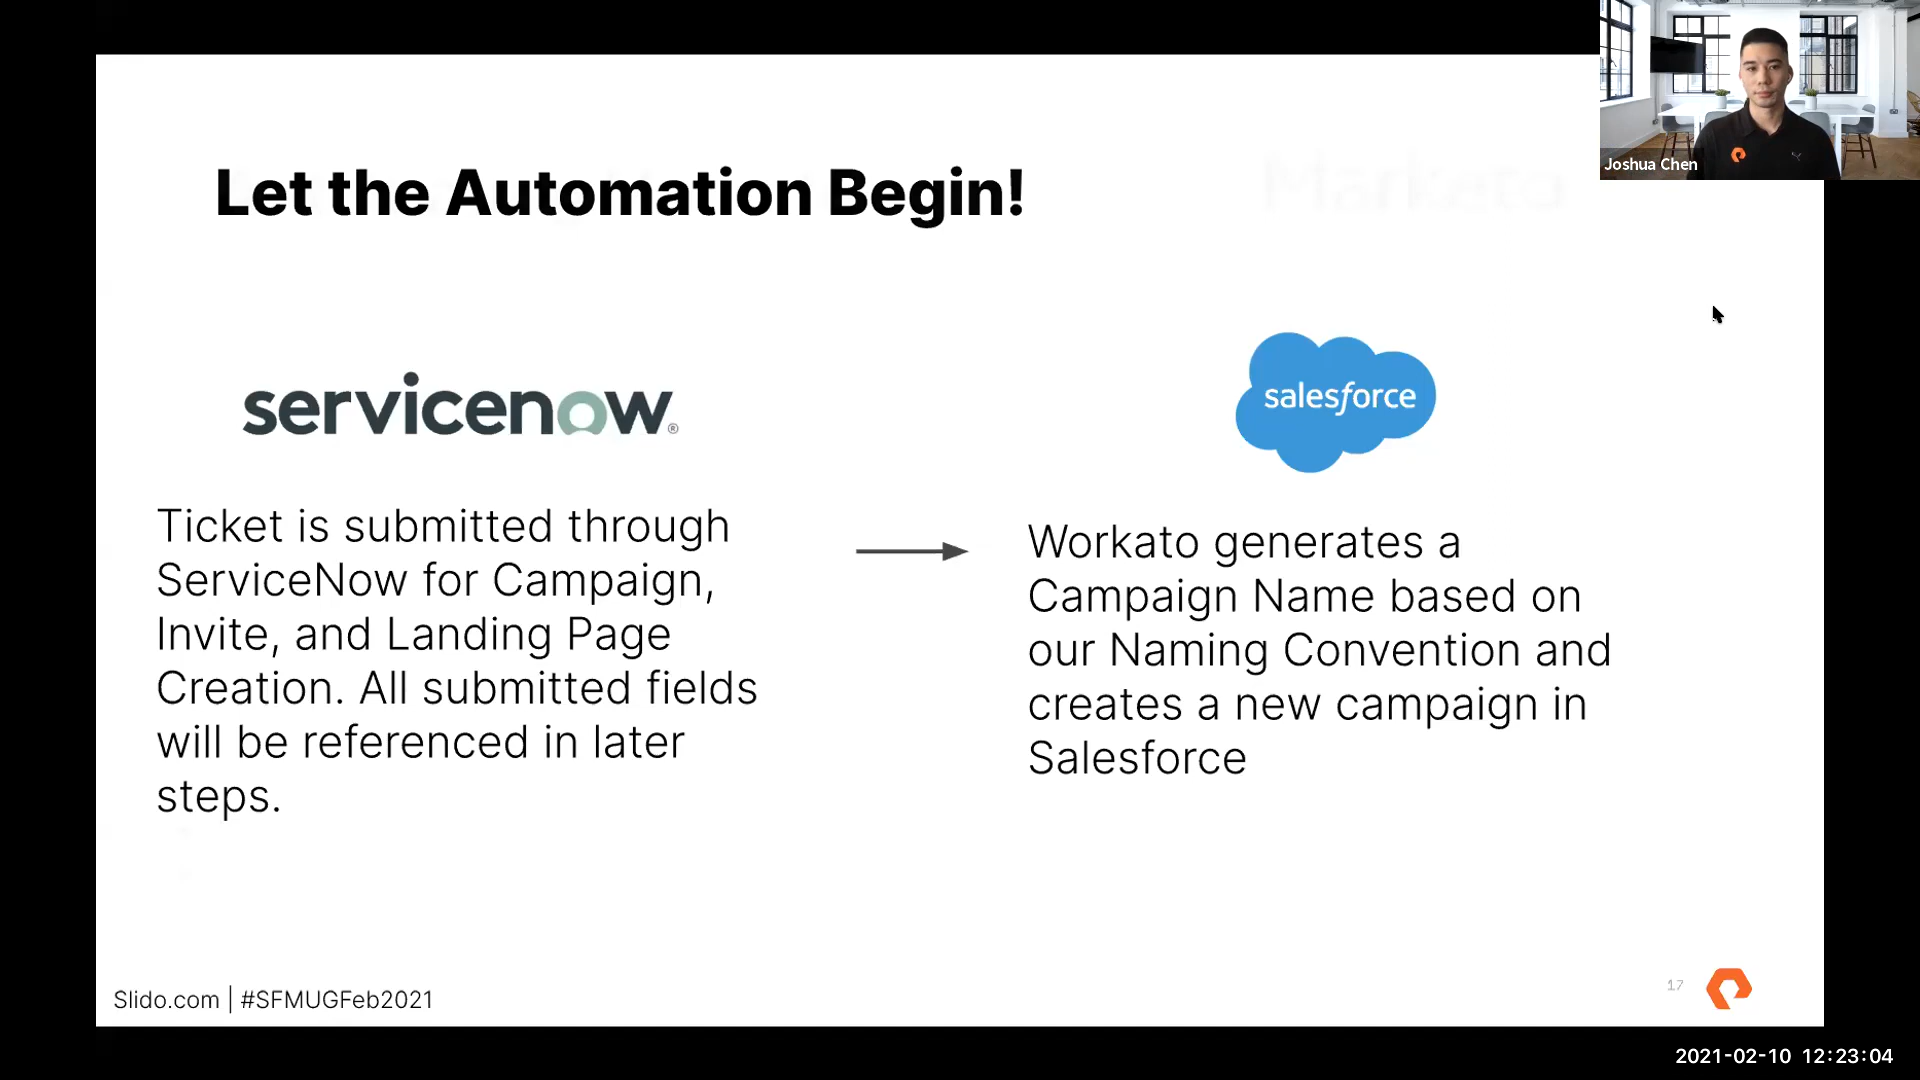 Joshua Chen
Let the Automation Begin!
Marketo
servicenow®
salesforce
Ticket is submitted through
ServiceNow for Campaign,
Invite, and Landing Page
Creation. All submitted fields
will be referenced in later
steps.
Workato generates a
Campaign Name based on
our Naming Convention and
creates a new campaign in
Salesforce
Slido.com | #SFMUGFeb2021
17
2021-02-10 12:23:04